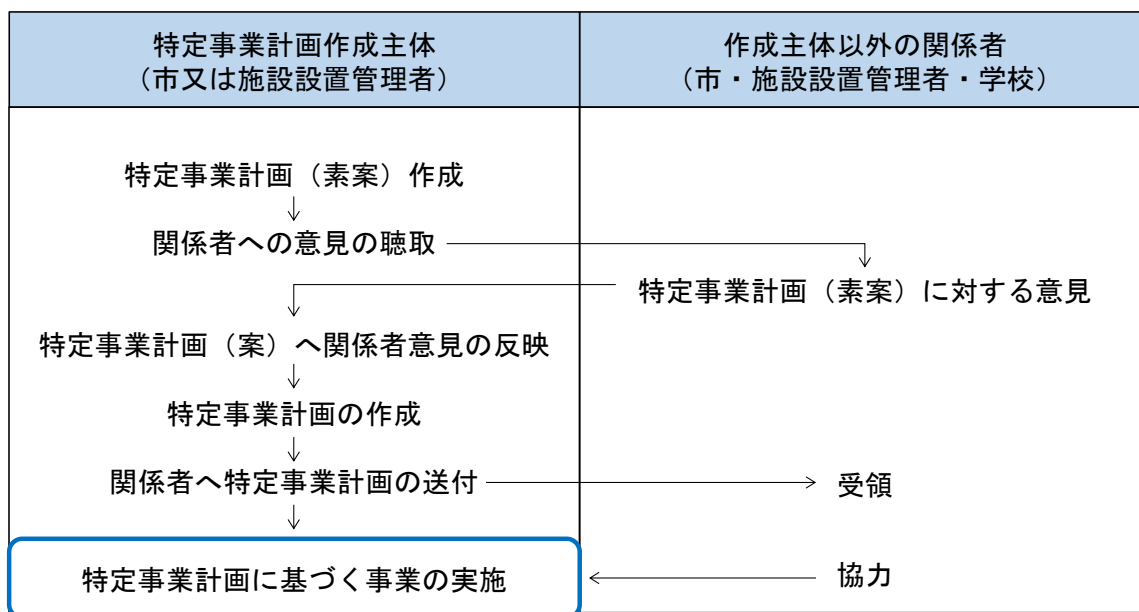 特定事業計画作成主体
（市又は施設設置管理者）
作成主体以外の関係者
（市・施設設置管理者・学校）
特定事業計画（素案）作成
関係者への意見の聴取
特定事業計画（素案）に対する意見
特定事業計画（案）へ関係者意見の反映
特定事業計画の作成
関係者へ特定事業計画の送付
受領
特定事業計画に基づく事業の実施
協力